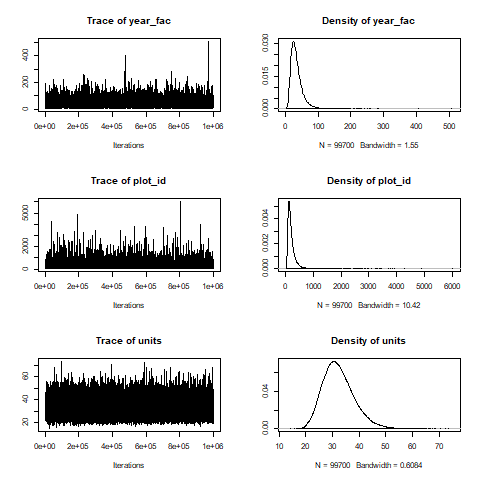 Trace of year_fac
0 200 400
0e+00 2e+05 4e+05 6e+05 8e+05 1e+06
Iterations
Density of year_fac
0.000 0.015 0.030
0 100 200 300 400 500
N = 99700 Bandwidth = 1.55
Trace of plot_id
0 2000 5000
0e+00 2e+05 4e+05 6e+05 8e+05 1e+06
Iterations
Density of plot_id
0.000 0.002 0.004
0 1000 2000 3000 4000 5000 6000
N = 99700 Bandwidth = 10.42
Trace of units
20 40 60
0e+00 2e+05 4e+05 6e+05 8e+05 1e+06
Iterations
Density of units
0.00 0.04
10 20 30 40 50 60 70
N = 99700 Bandwidth = 0.6084